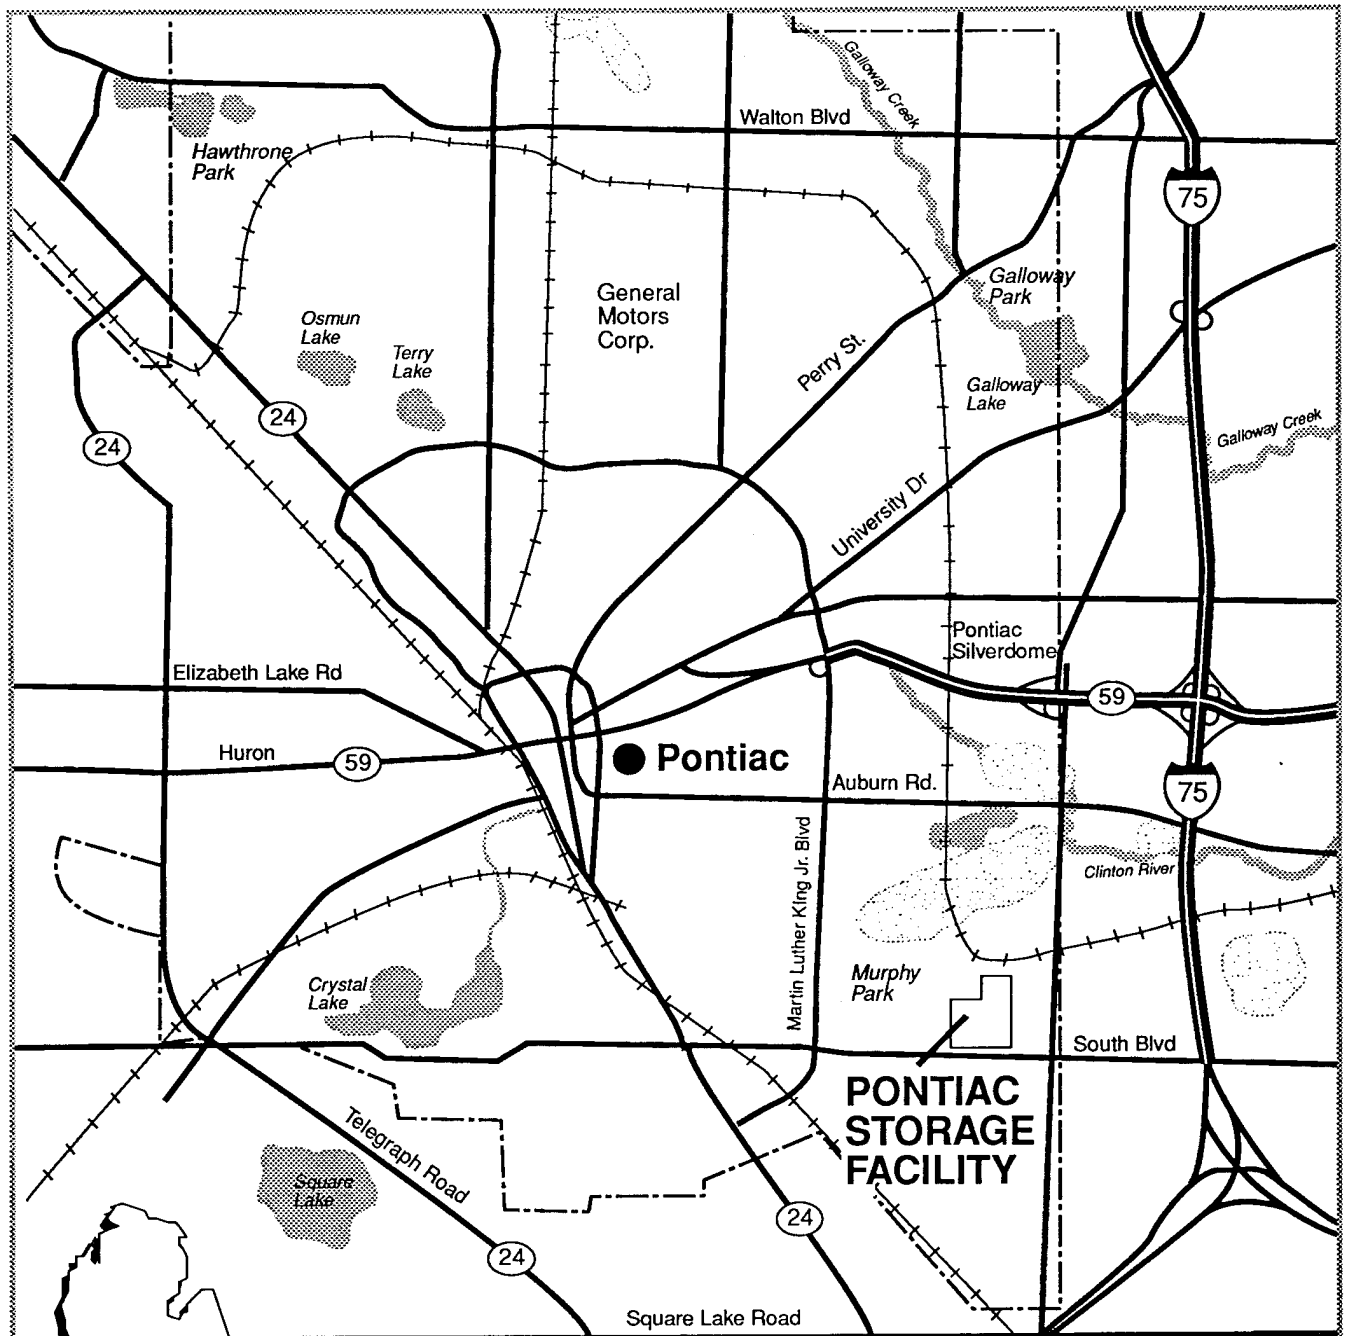 Galloway Creek
Walton Blvd
Hawthrone
Park
75
General
Motors
Corp.
Galloway
Park
Osmun
Lake
Terry
Lake
Perry St.
Galloway
Lake
24
24
Galloway Creek
University Dr
Pontiac
Silverdome
Elizabeth Lake Rd
59
Huron
59
Pontiac
Auburn Rd.
75
Martin Luther King Jr. Blvd
Clinton River
Crystal
Lake
Murphy
Park
South Blvd
PONTIAC
STORAGE
FACILITY
Telegraph Road
Square
Lake
24
24
Square Lake Road